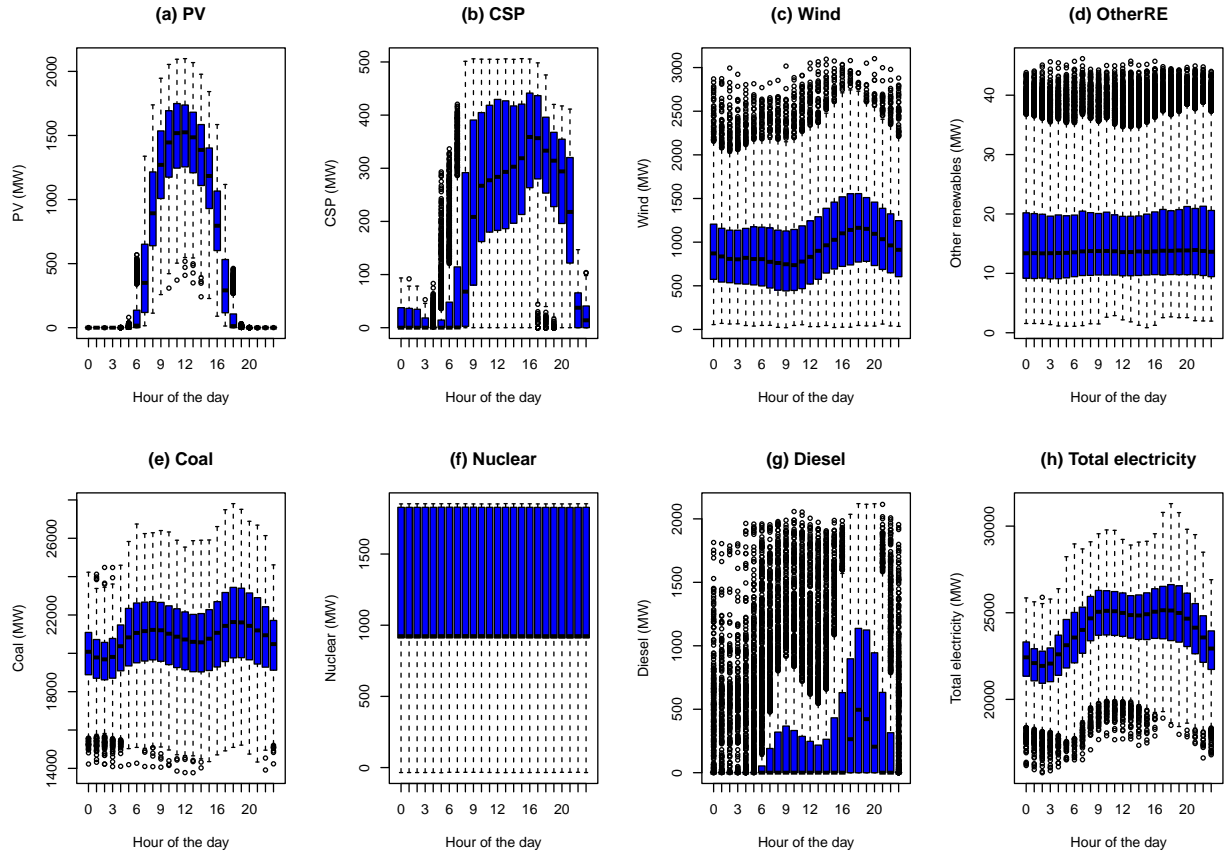 (a) PV
PV (MW)
2000
1500
1000
500
0
0 3 6 9 12 16 20
Hour of the day
(b) CSP
CSP (MW)
500
400
300
200
100
0
0 3 6 9 12 16 20
Hour of the day
(c) Wind
Wind (MW)
3000
2500
2000
1500
1000
500
0
0 3 6 9 12 16 20
Hour of the day
(d) OtherRE
Other renewables (MW)
40
30
20
10
0
0 3 6 9 12 16 20
Hour of the day
(e) Coal
Coal (MW)
26000
22000
18000
14000
0 3 6 9 12 16 20
Hour of the day
(f) Nuclear
Nuclear (MW)
1500
1000
500
0
0 3 6 9 12 16 20
Hour of the day
(g) Diesel
Diesel (MW)
2000
1500
1000
500
0
0 3 6 9 12 16 20
Hour of the day
(h) Total electricity
Total electricity (MW)
30000
25000
20000
0 3 6 9 12 16 20
Hour of the day